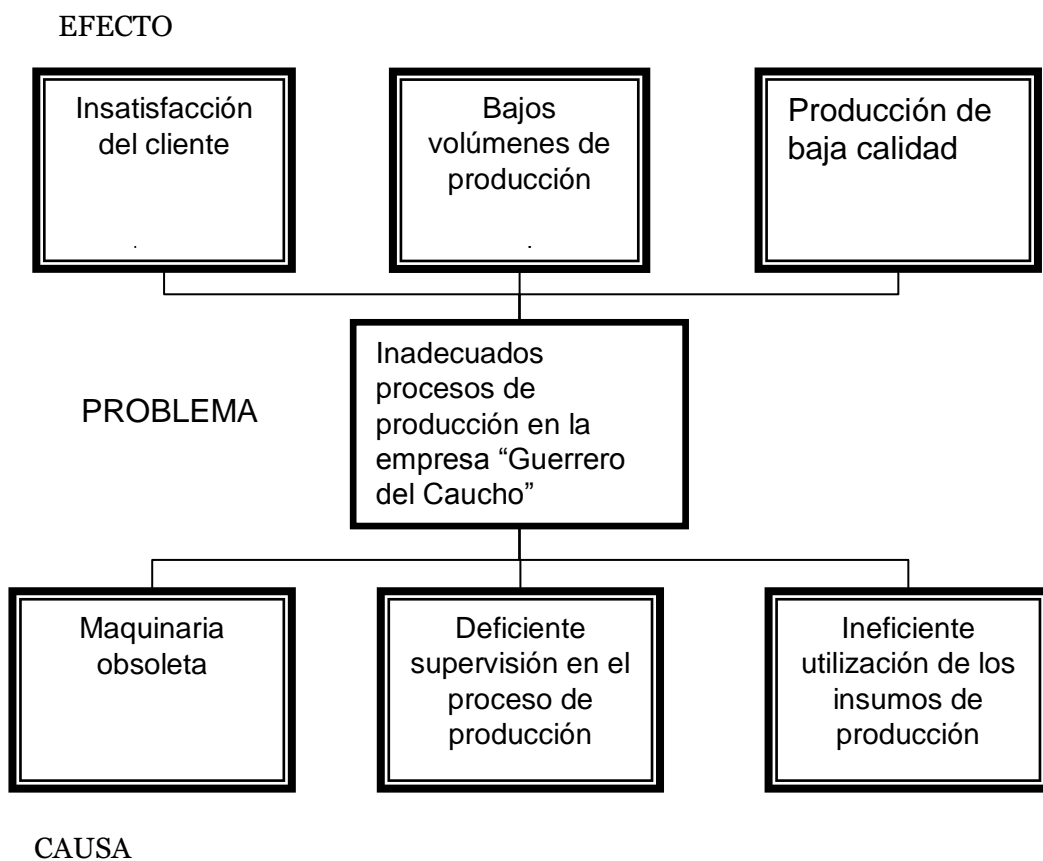 EFECTO
Insatisfacción
del cliente
.
Bajos
volúmenes de
producción
.
Producción de
baja calidad
PROBLEMA
Inadecuados
procesos de
producción en la
empresa “Guerrero
del Caucho”
Maquinaria
obsoleta
Deficiente
supervisión en el
proceso de
producción
Ineficiente
utilización de los
insumos de
producción
CAUSA